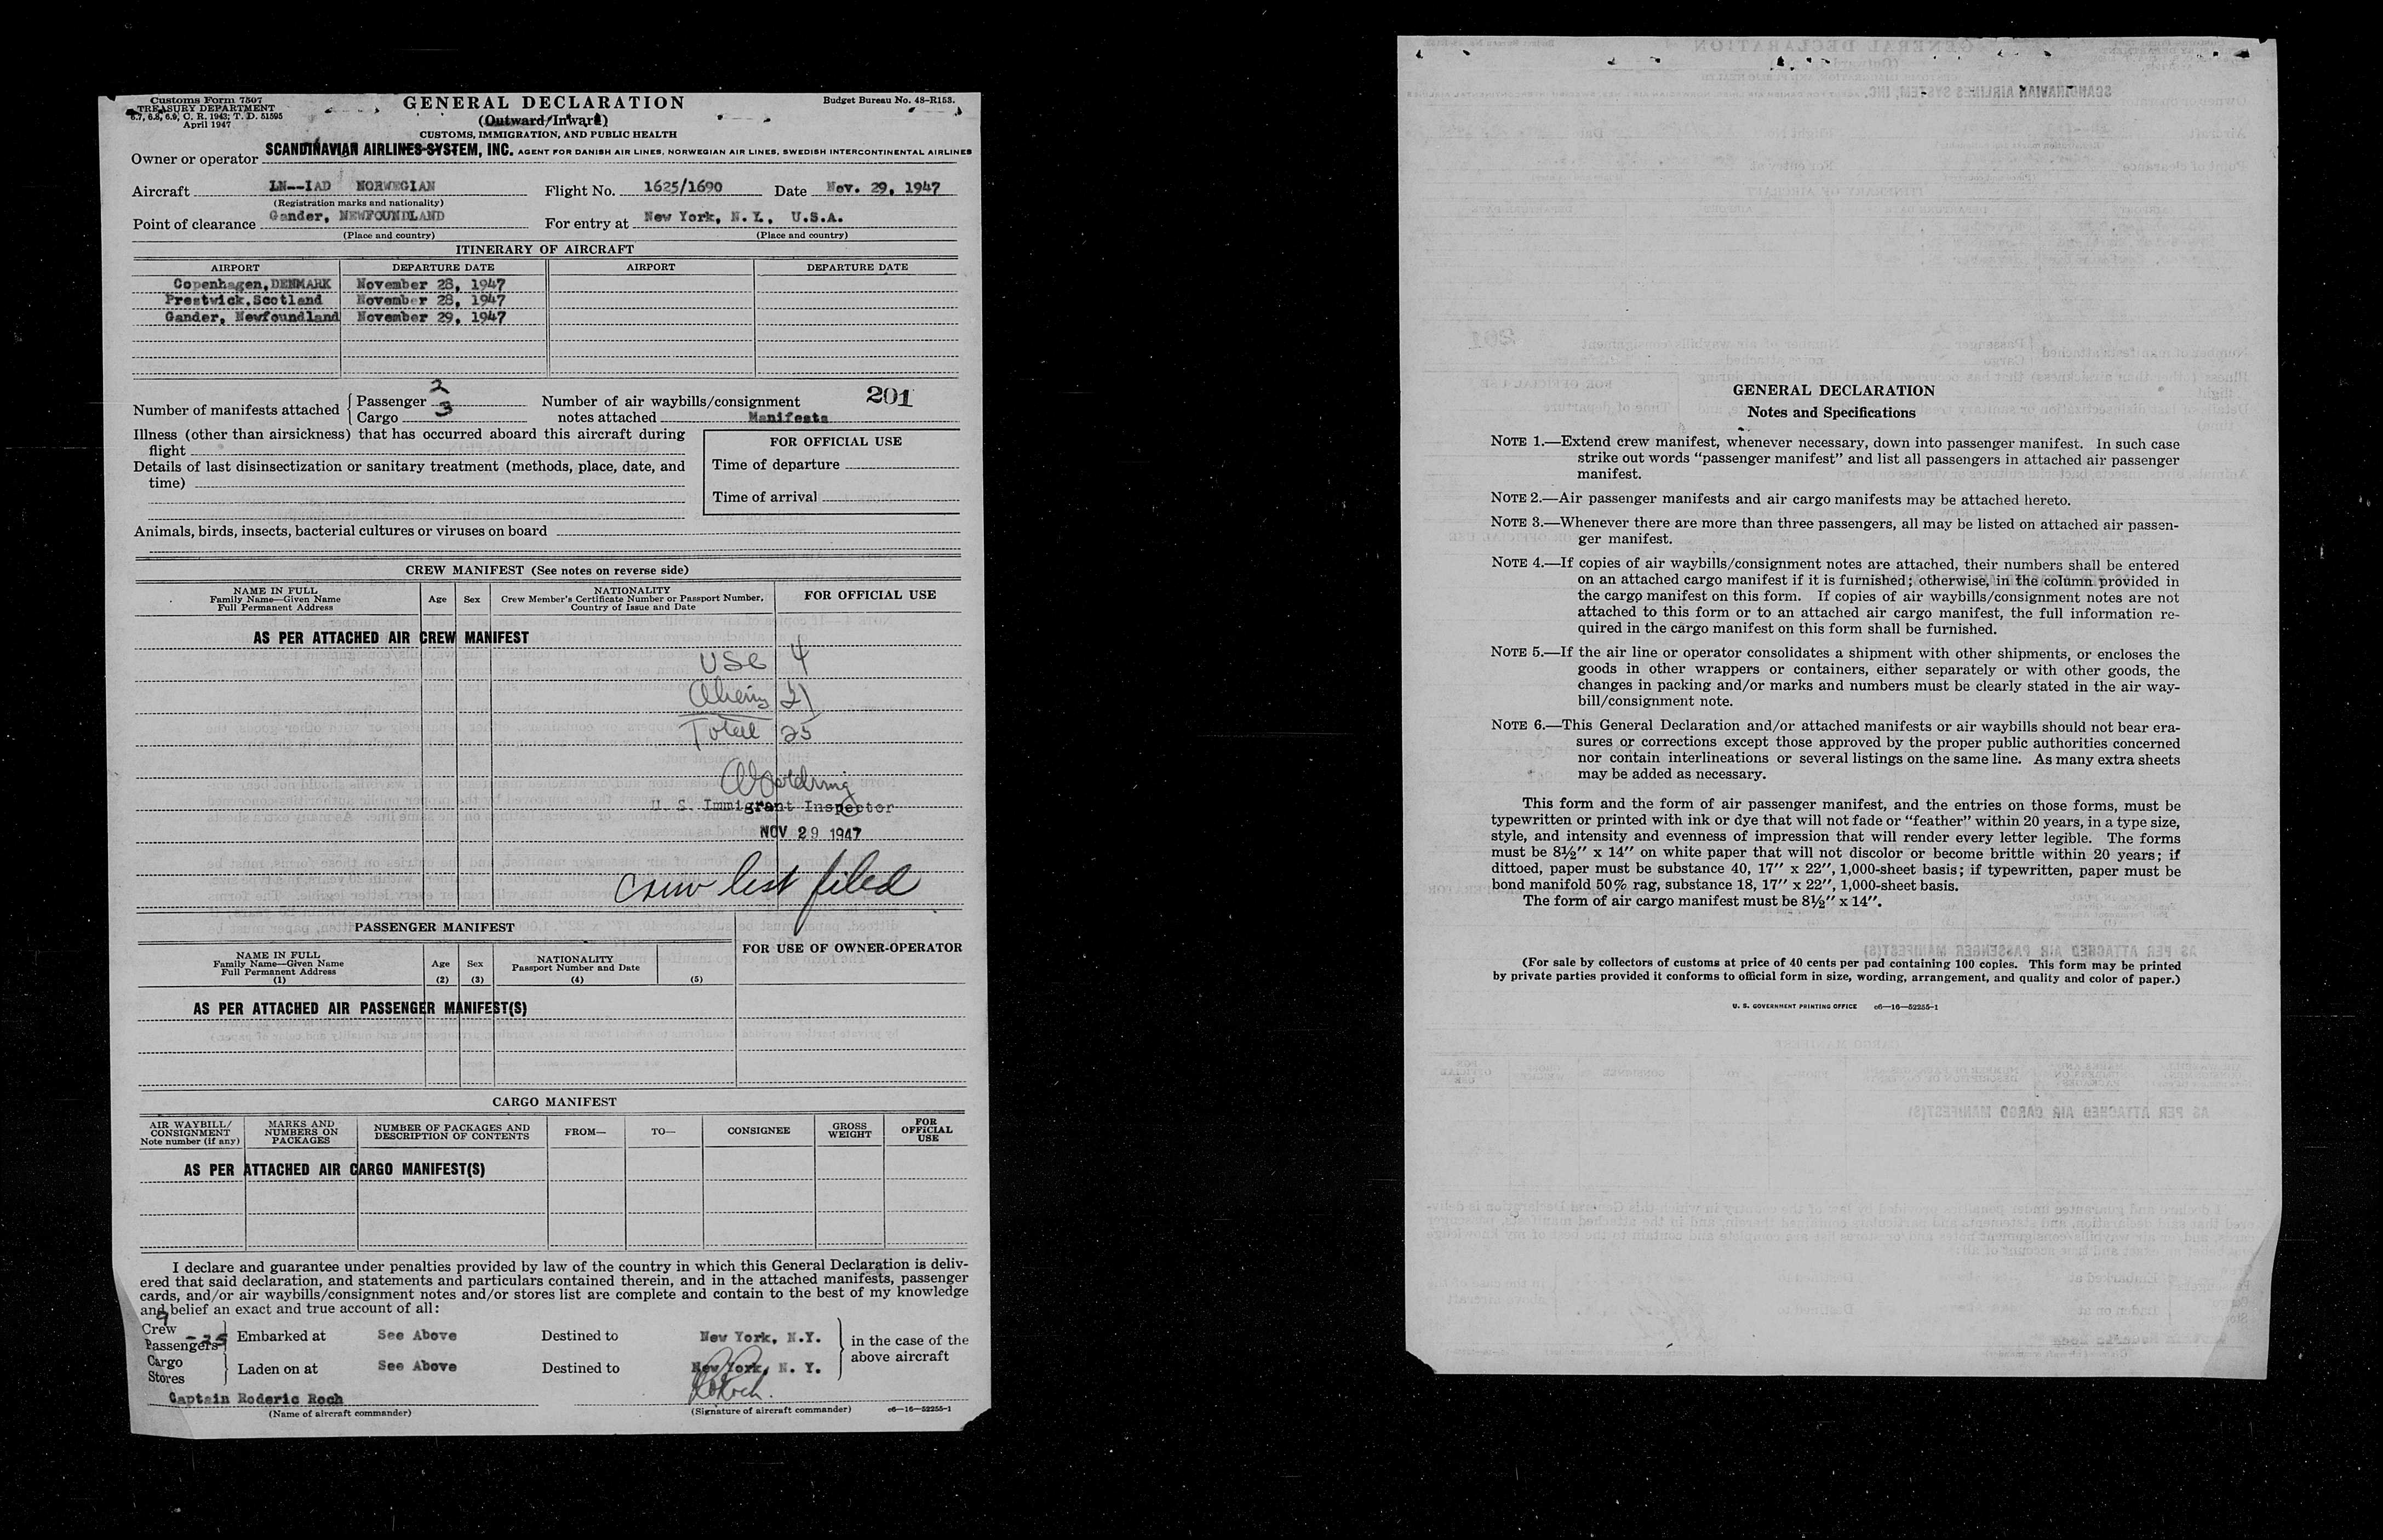 Customs Form 7507
TREASURY DEPARTMENT
6.7, 6.8, 6.9, C. R. 1943; T. D. 51595
April 1947
GENERAL DECLARATION
(Outward/Inward)
CUSTOMS, IMMIGRATION, AND PUBLIC HEALTH
Budget Bureau No. 48-R153.
Owner or operator SCANDINAVIAN AIRLINES SYSTEM, INC. AGENT FOR DANISH AIR LINES, NORWEGIAN AIR LINES, SWEDISH INTERCONTINENTAL AIRLINES
Aircraft LN--IAD NORWEGIAN Flight No. 1625/1690 Date Nov. 29, 1947
(Registration marks and nationality)
Point of clearance Gander, NEWFOUNDLAND For entry at New York, N.Y., U.S.A.
(Place and country) (Place and country)
ITINERARY OF AIRCRAFT
AIRPORT DEPARTURE DATE AIRPORT DEPARTURE DATE
Copenhagen, DENMARK November 28, 1947
Prestwick, Scotland November 28, 1947
Gander, Newfoundland November 29, 1947
Number of manifests attached Passenger 2 Number of air waybills/consignment 201
Cargo 3 notes attached Manifests
Illness (other than airsickness) that has occurred aboard this aircraft during
flight
Details of last disinsectization or sanitary treatment (methods, place, date, and
time)
FOR OFFICIAL USE
Time of departure
Time of arrival
Animals, birds, insects, bacterial cultures or viruses on board
CREW MANIFEST (See notes on reverse side)
NAME IN FULL
Family Name—Given Name
Full Permanent Address
Age Sex
NATIONALITY
Crew Member's Certificate Number or Passport Number,
Country of Issue and Date
FOR OFFICIAL USE
AS PER ATTACHED AIR CREW MANIFEST
USC 4
Aliens 21
Total 25
U. S. Immigrant Inspector
NOV 29 1947
crew list filed
PASSENGER MANIFEST
FOR USE OF OWNER-OPERATOR
NAME IN FULL
Family Name—Given Name
Full Permanent Address
(1)
Age
(2)
Sex
(3)
NATIONALITY
Passport Number and Date
(4)
(5)
AS PER ATTACHED AIR PASSENGER MANIFEST(S)
CARGO MANIFEST
AIR WAYBILL/
CONSIGNMENT
Note number (if any)
MARKS AND
NUMBERS ON
PACKAGES
NUMBER OF PACKAGES AND
DESCRIPTION OF CONTENTS
FROM—
TO—
CONSIGNEE
GROSS
WEIGHT
FOR
OFFICIAL
USE
AS PER ATTACHED AIR CARGO MANIFEST(S)
I declare and guarantee under penalties provided by law of the country in which this General Declaration is deliv-
ered that said declaration, and statements and particulars contained therein, and in the attached manifests, passenger
cards, and/or air waybills/consignment notes and/or stores list are complete and contain to the best of my knowledge
and belief an exact and true account of all:
9
Crew
Passengers -25 Embarked at See Above Destined to New York, N.Y. in the case of the
above aircraft
Cargo
Stores Laden on at See Above Destined to New York, N. Y.
Captain Roderic Roch
(Name of aircraft commander) (Signature of aircraft commander) c6—16—52255-1
GENERAL DECLARATION
Notes and Specifications
NOTE 1.—Extend crew manifest, whenever necessary, down into passenger manifest. In such case
strike out words "passenger manifest" and list all passengers in attached air passenger
manifest.
NOTE 2.—Air passenger manifests and air cargo manifests may be attached hereto.
NOTE 3.—Whenever there are more than three passengers, all may be listed on attached air passen-
ger manifest.
NOTE 4.—If copies of air waybills/consignment notes are attached, their numbers shall be entered
on an attached cargo manifest if it is furnished; otherwise, in the column provided in
the cargo manifest on this form. If copies of air waybills/consignment notes are not
attached to this form or to an attached air cargo manifest, the full information re-
quired in the cargo manifest on this form shall be furnished.
NOTE 5.—If the air line or operator consolidates a shipment with other shipments, or encloses the
goods in other wrappers or containers, either separately or with other goods, the
changes in packing and/or marks and numbers must be clearly stated in the air way-
bill/consignment note.
NOTE 6.—This General Declaration and/or attached manifests or air waybills should not bear era-
sures or corrections except those approved by the proper public authorities concerned
nor contain interlineations or several listings on the same line. As many extra sheets
may be added as necessary.
This form and the form of air passenger manifest, and the entries on those forms, must be
typewritten or printed with ink or dye that will not fade or "feather" within 20 years, in a type size,
style, and intensity and evenness of impression that will render every letter legible. The forms
must be 8½″ x 14″ on white paper that will not discolor or become brittle within 20 years; if
dittoed, paper must be substance 40, 17″ x 22″, 1,000-sheet basis; if typewritten, paper must be
bond manifold 50% rag, substance 18, 17″ x 22″, 1,000-sheet basis.
The form of air cargo manifest must be 8½″ x 14″.
(For sale by collectors of customs at price of 40 cents per pad containing 100 copies. This form may be printed
by private parties provided it conforms to official form in size, wording, arrangement, and quality and color of paper.)
U. S. GOVERNMENT PRINTING OFFICE c6—16—52255-1